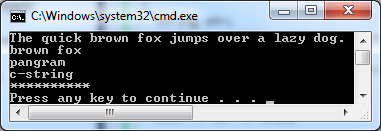 C:\Windows\system32\cmd.exe
The quick brown fox jumps over a lazy dog.
brown fox
pangram
c-string
**********
Press any key to continue . . . _